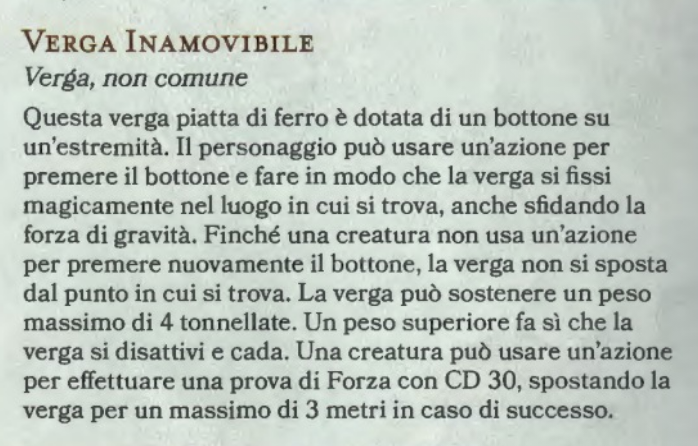 Verga Inamovibile
Verga, non comune
Questa verga piatta di ferro è dotata di un bottone su
un'estremità. Il personaggio può usare un'azione per
premere il bottone e fare in modo che la verga si fissi
magicamente nel luogo in cui si trova, anche sfidando la
forza di gravità. Finché una creatura non usa un'azione
per premere nuovamente il bottone, la verga non si sposta
dal punto in cui si trova. La verga può sostenere un peso
massimo di 4 tonnellate. Un peso superiore fa sì che la
verga si disattivi e cada. Una creatura può usare un'azione
per effettuare una prova di Forza con CD 30, spostando la
verga per un massimo di 3 metri in caso di successo.